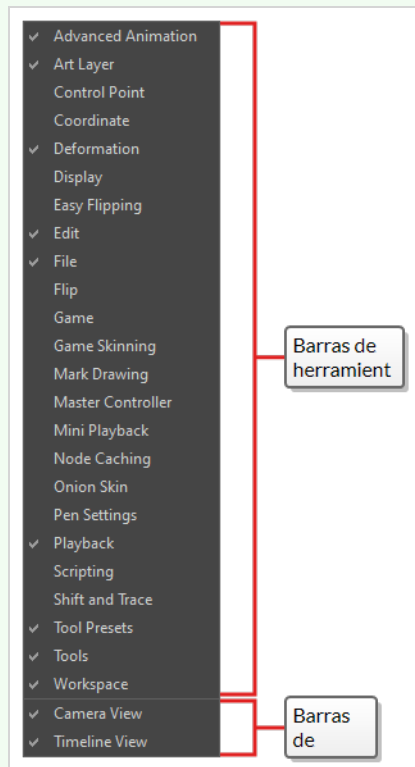 Advanced Animation
Art Layer
Control Point
Coordinate
Deformation
Display
Easy Flipping
Edit
File
Flip
Game
Game Skinning
Mark Drawing
Master Controller
Mini Playback
Node Caching
Onion Skin
Pen Settings
Playback
Scripting
Shift and Trace
Tool Presets
Tools
Workspace
Camera View
Timeline View
Barras de
herramient
Barras
de